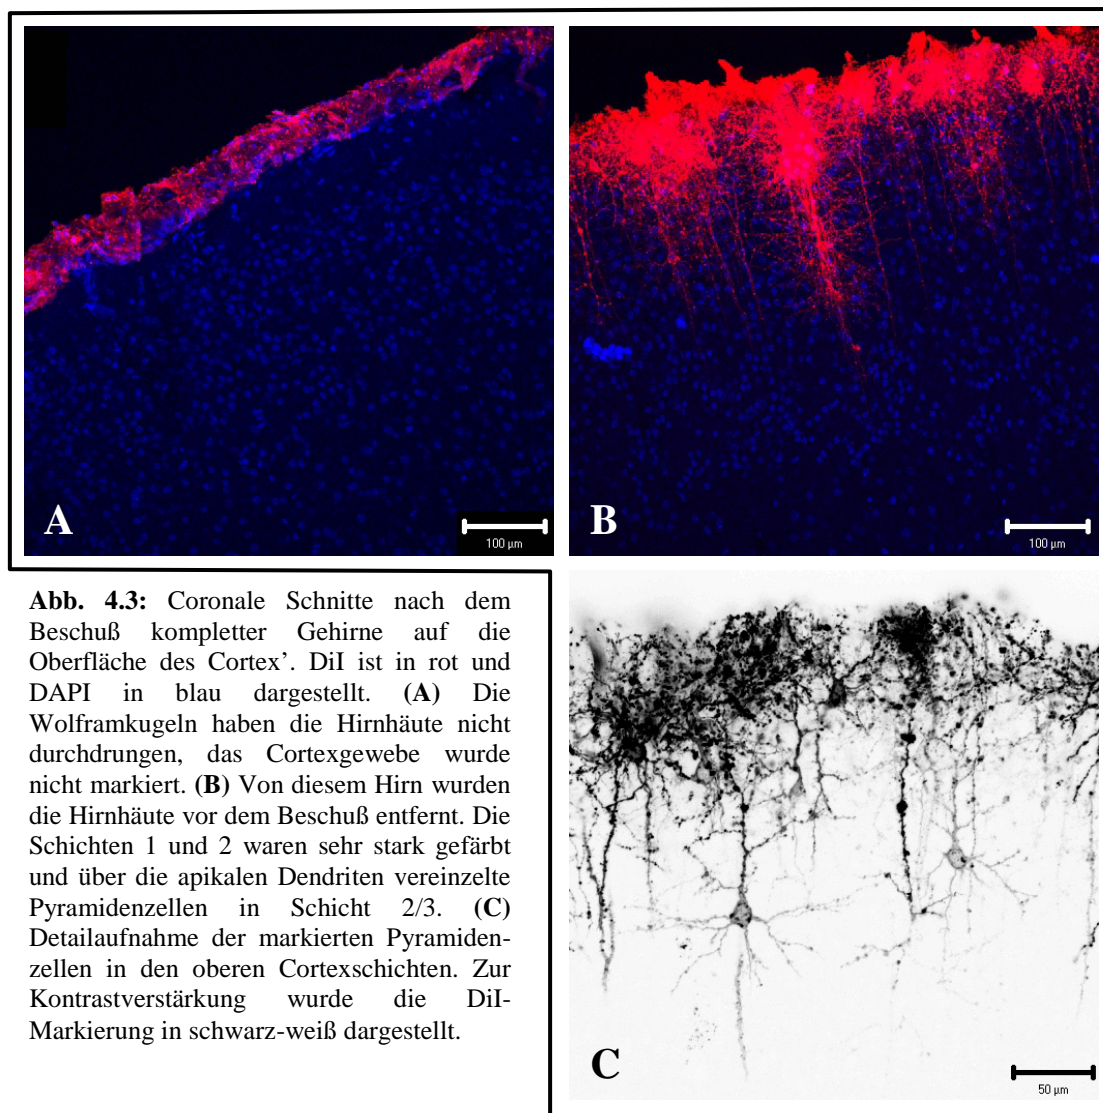 A
100 µm
B
100 µm
Abb. 4.3: Coronale Schnitte nach dem
Beschuß kompletter Gehirne auf die
Oberfläche des Cortex’. DiI ist in rot und
DAPI in blau dargestellt. (A) Die
Wolframkugeln haben die Hirnhäute nicht
durchdrungen, das Cortexgewebe wurde
nicht markiert. (B) Von diesem Hirn wurden
die Hirnhäute vor dem Beschuß entfernt. Die
Schichten 1 und 2 waren sehr stark gefärbt
und über die apikalen Dendriten vereinzelte
Pyramidenzellen in Schicht 2/3. (C)
Detailaufnahme der markierten Pyramiden-
zellen in den oberen Cortexschichten. Zur
Kontrastverstärkung wurde die DiI-
Markierung in schwarz-weiß dargestellt.
C
50 µm